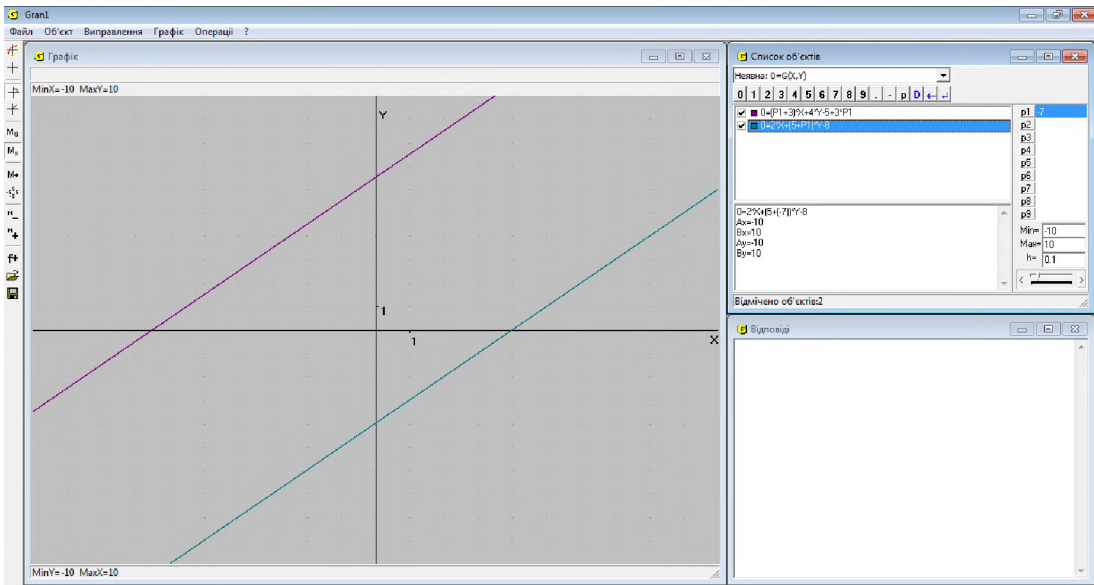 Gran1
Файл Об'єкт Виправлення Графік Операції ?
Графік
MinX=-10 MaxY=10
Y
1
1
X
MinY=-10 MaxX=10
Список об'єктів
Неявна: 0=G(X,Y)
0 1 2 3 4 5 6 7 8 9 . - p D
0=(P1+3)*X+4*Y-5+3*P1
0=2*X+(5+P1)*Y-8
p1 -7
p2
p3
p4
p5
p6
p7
p8
p9
0=2*X+(5+(-7))*Y-8
Ax=-10
Bx=10
Ay=-10
By=10
Min= -10
Max= 10
h= 0.1
Відмічено об'єктів:2
Відповіді